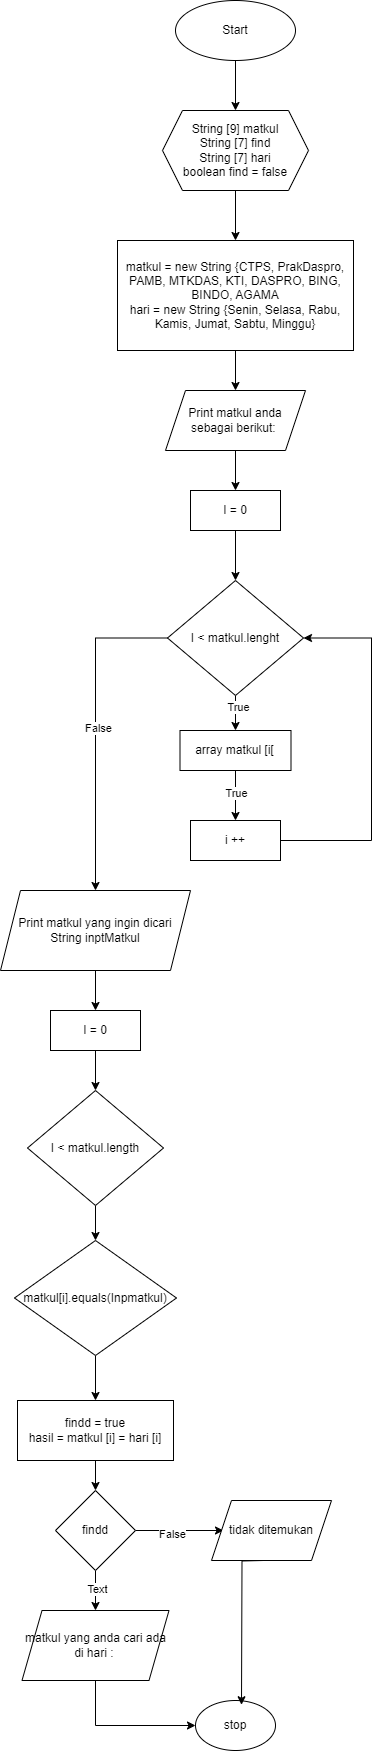 Start
String [9] matkul
String [7] find
String [7] hari
boolean find = false
matkul = new String {CTPS, PrakDaspro,
PAMB, MTKDAS, KTI, DASPRO, BING,
BINDO, AGAMA
hari = new String {Senin, Selasa, Rabu,
Kamis, Jumat, Sabtu, Minggu}
Print matkul anda
sebagai berikut:
I = 0
I < matkul.lenght
True
False
array matkul [i[
True
i ++
Print matkul yang ingin dicari
String inptMatkul
I = 0
I < matkul.length
matkul[i].equals(Inpmatkul)
findd = true
hasil = matkul [i] = hari [i]
findd
False
tidak ditemukan
Text
matkul yang anda cari ada
di hari :
stop